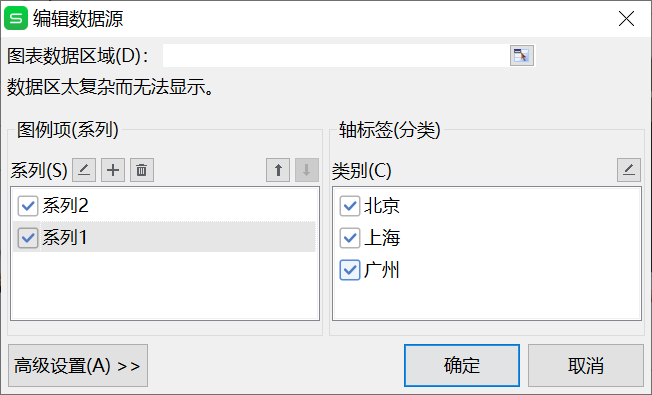 编辑数据源
图表数据区域(D):
数据区太复杂而无法显示。
图例项(系列)
系列(S)
系列2
系列1
轴标签(分类)
类别(C)
北京
上海
广州
高级设置(A) >>
确定
取消